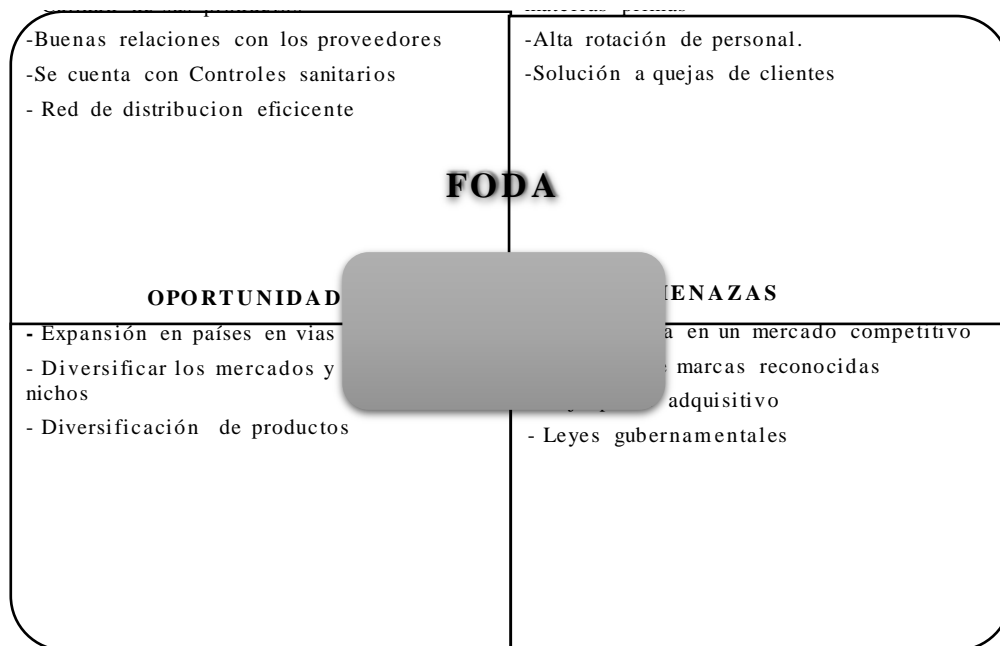 -Buenas relaciones con los proveedores
-Se cuenta con Controles sanitarios
- Red de distribucion eficicente
-Alta rotación de personal.
-Solución a quejas de clientes
FODA
OPORTUNIDAD
- Expansión en países en vias
- Diversificar los mercados y
nichos
- Diversificación de productos
ENAZAS
en un mercado competitivo
marcas reconocidas
adquisitivo
- Leyes gubernamentales